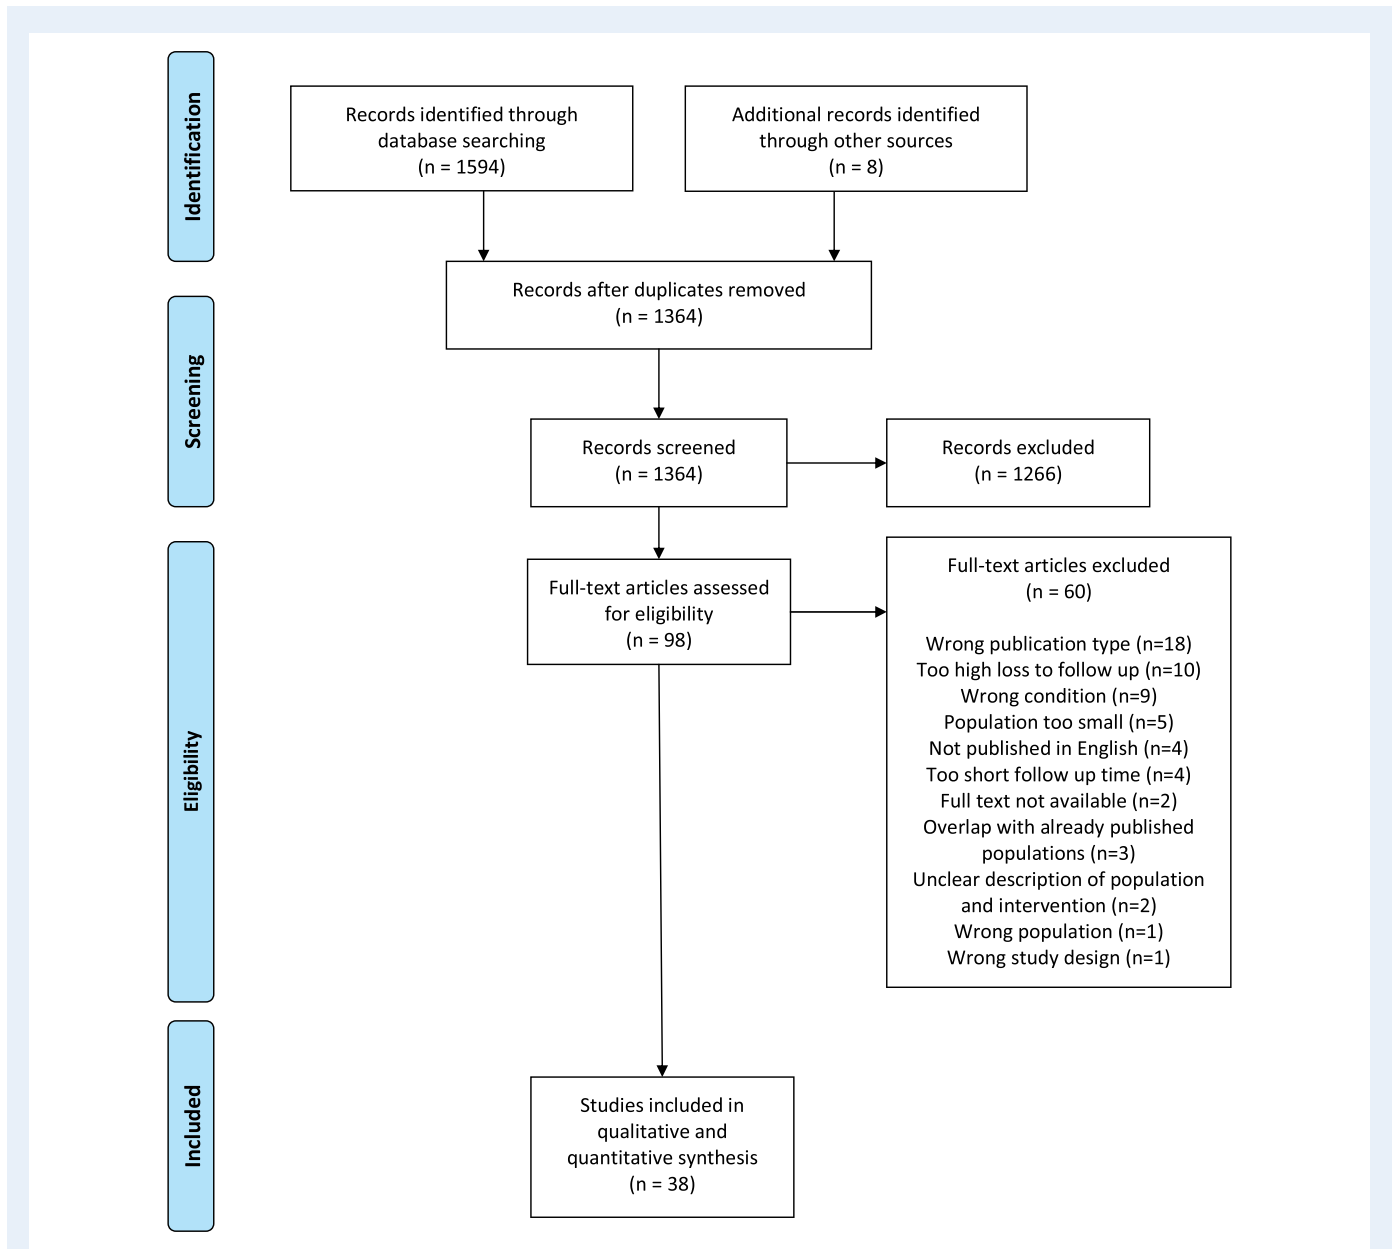 Identification
Records identified through
database searching
(n = 1594)
Additional records identified
through other sources
(n = 8)
Records after duplicates removed
(n = 1364)
Screening
Records screened
(n = 1364)
Records excluded
(n = 1266)
Eligibility
Full-text articles assessed
for eligibility
(n = 98)
Full-text articles excluded
(n = 60)
Wrong publication type (n=18)
Too high loss to follow up (n=10)
Wrong condition (n=9)
Population too small (n=5)
Not published in English (n=4)
Too short follow up time (n=4)
Full text not available (n=2)
Overlap with already published
populations (n=3)
Unclear description of population
and intervention (n=2)
Wrong population (n=1)
Wrong study design (n=1)
Included
Studies included in
qualitative and
quantitative synthesis
(n = 38)